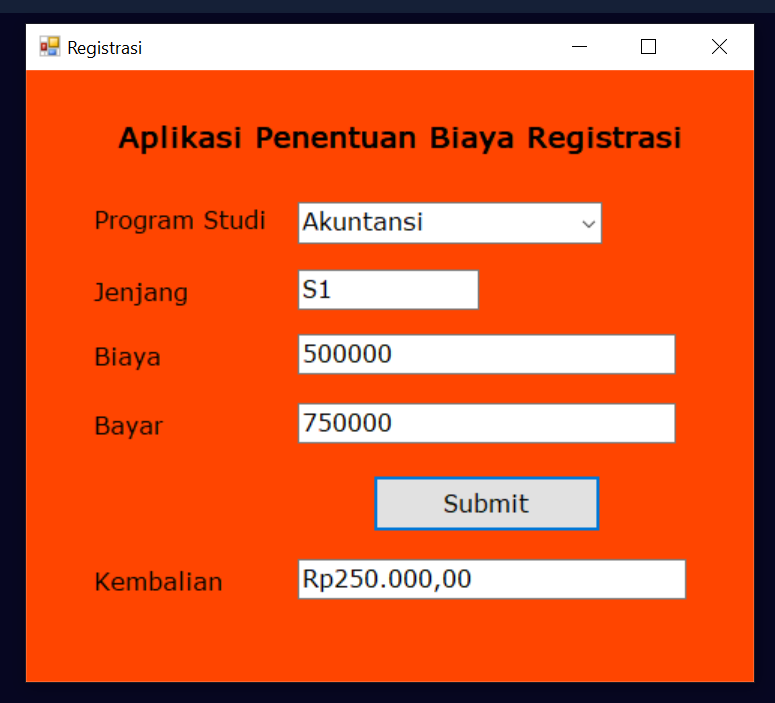 Registrasi
Aplikasi Penentuan Biaya Registrasi
Program Studi Akuntansi
Jenjang S1
Biaya 500000
Bayar 750000
Submit
Kembalian Rp250.000,00